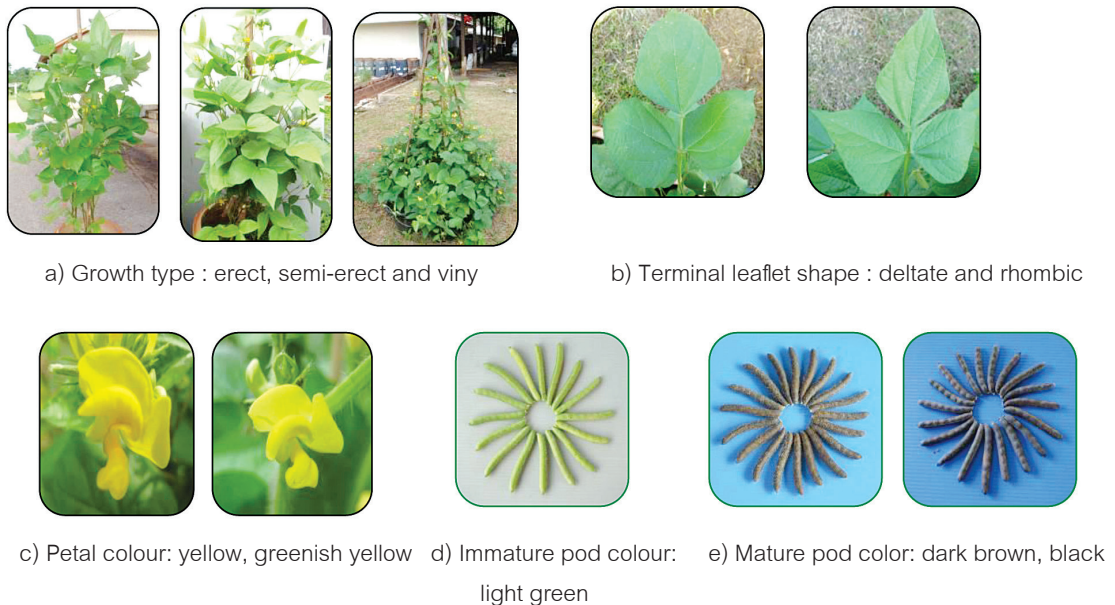 a) Growth type : erect, semi-erect and viny
b) Terminal leaflet shape : deltate and rhombic
c) Petal colour: yellow, greenish yellow
d) Immature pod colour:
light green
e) Mature pod color: dark brown, black